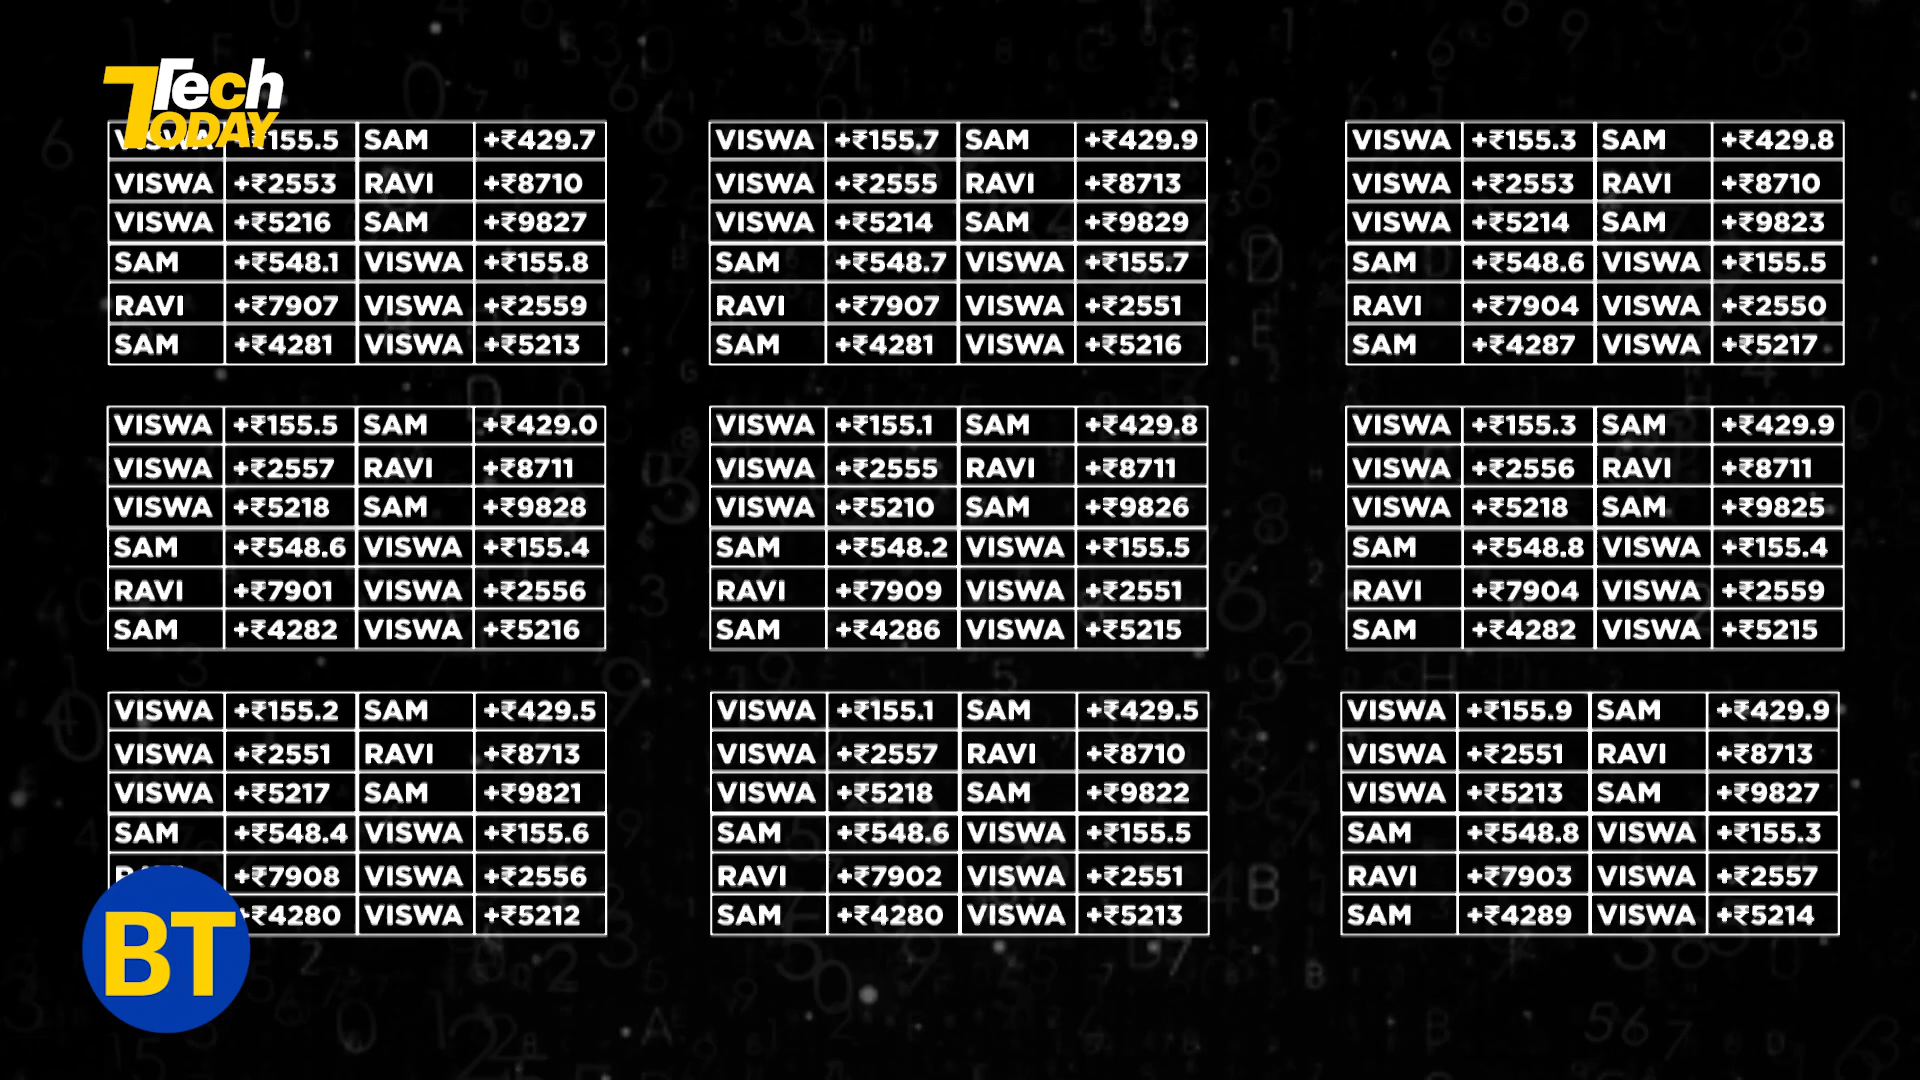 Tech
TODAY
+₹155.5 SAM +₹429.7
VISWA +₹2553 RAVI +₹8710
VISWA +₹5216 SAM +₹9827
SAM +₹548.1 VISWA +₹155.8
RAVI +₹7907 VISWA +₹2559
SAM +₹4281 VISWA +₹5213
VISWA +₹155.7 SAM +₹429.9
VISWA +₹2555 RAVI +₹8713
VISWA +₹5214 SAM +₹9829
SAM +₹548.7 VISWA +₹155.7
RAVI +₹7907 VISWA +₹2551
SAM +₹4281 VISWA +₹5216
VISWA +₹155.3 SAM +₹429.8
VISWA +₹2553 RAVI +₹8710
VISWA +₹5214 SAM +₹9823
SAM +₹548.6 VISWA +₹155.5
RAVI +₹7904 VISWA +₹2550
SAM +₹4287 VISWA +₹5217
VISWA +₹155.5 SAM +₹429.0
VISWA +₹2557 RAVI +₹8711
VISWA +₹5218 SAM +₹9828
SAM +₹548.6 VISWA +₹155.4
RAVI +₹7901 VISWA +₹2556
SAM +₹4282 VISWA +₹5216
VISWA +₹155.1 SAM +₹429.8
VISWA +₹2555 RAVI +₹8711
VISWA +₹5210 SAM +₹9826
SAM +₹548.2 VISWA +₹155.5
RAVI +₹7909 VISWA +₹2551
SAM +₹4286 VISWA +₹5215
VISWA +₹155.3 SAM +₹429.9
VISWA +₹2556 RAVI +₹8711
VISWA +₹5218 SAM +₹9825
SAM +₹548.8 VISWA +₹155.4
RAVI +₹7904 VISWA +₹2559
SAM +₹4282 VISWA +₹5215
VISWA +₹155.2 SAM +₹429.5
VISWA +₹2551 RAVI +₹8713
VISWA +₹5217 SAM +₹9821
SAM +₹548.4 VISWA +₹155.6
+₹7908 VISWA +₹2556
+₹4280 VISWA +₹5212
VISWA +₹155.1 SAM +₹429.5
VISWA +₹2557 RAVI +₹8710
VISWA +₹5218 SAM +₹9822
SAM +₹548.6 VISWA +₹155.5
RAVI +₹7902 VISWA +₹2551
SAM +₹4280 VISWA +₹5213
VISWA +₹155.9 SAM +₹429.9
VISWA +₹2551 RAVI +₹8713
VISWA +₹5213 SAM +₹9827
SAM +₹548.8 VISWA +₹155.3
RAVI +₹7903 VISWA +₹2557
SAM +₹4289 VISWA +₹5214
BT